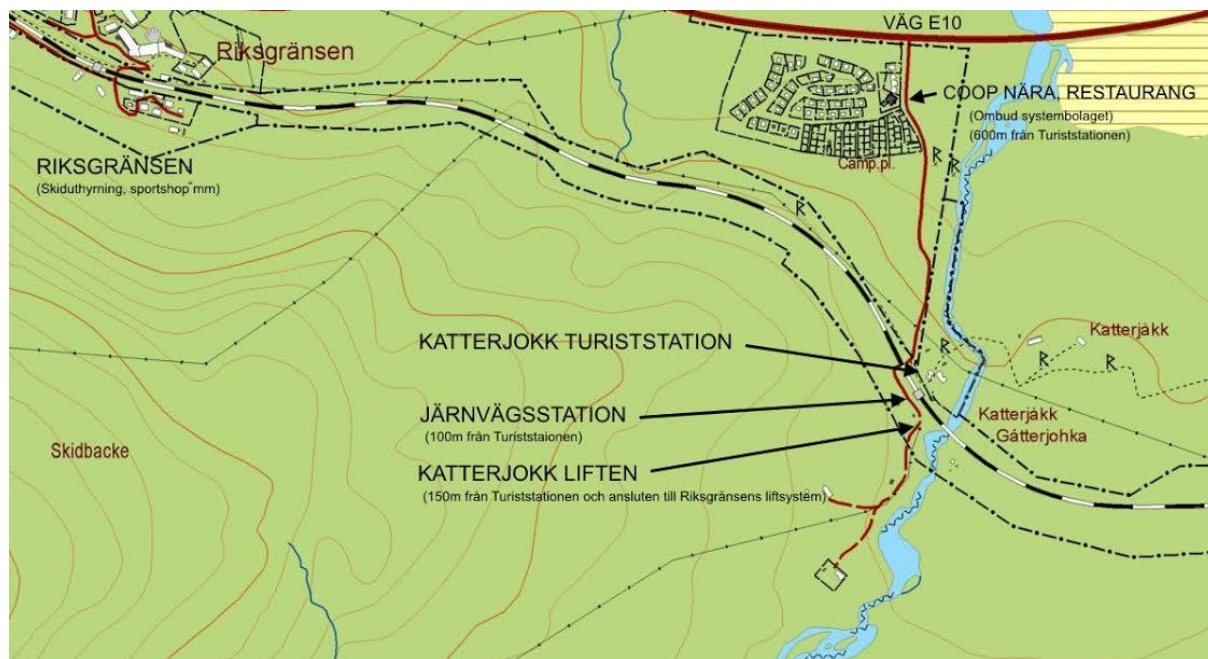 VÄG E10
Riksgränsen
COOP NÄRA, RESTAURANG
(Ombud systembolaget)
(600m från Turiststationen)
RIKSGRÄNSEN
(Skiduthyrning, sportshop mm)
Camp.pl.
R
R
R
KATTERJOKK TURISTSTATION
Katterjåkk
R
R
JÄRNVÄGSSTATION
(100m från Turiststaionen)
Katterjåkk
Gátterjohka
Skidbacke
KATTERJOKK LIFTEN
(150m från Turiststationen och ansluten till Riksgränsens liftsystem)